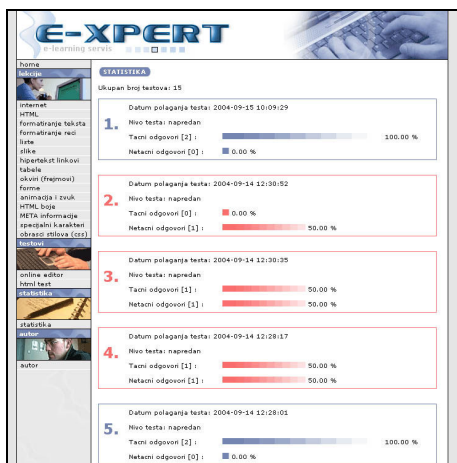 E-XPERT
e-learning servis
home
lekcije
internet
HTML
formatiranje teksta
formatiranje reci
liste
slike
hipertekst linkovi
tabele
okviri (frejmovi)
forme
animacija i zvuk
HTML boje
META informacije
specijalni karakteri
obrasci stilova (css)
testovi
online editor
html test
statistika
statistika
autor
autor
STATISTIKA
Ukupan broj testova: 15
1.
Datum polaganja testa: 2004-09-15 10:09:29
Nivo testa: napredan
Tacni odgovori [2] : 100.00 %
Netacni odgovori [0] : 0.00 %
2.
Datum polaganja testa: 2004-09-14 12:30:52
Nivo testa: napredan
Tacni odgovori [0] : 0.00 %
Netacni odgovori [1] : 50.00 %
3.
Datum polaganja testa: 2004-09-14 12:30:35
Nivo testa: napredan
Tacni odgovori [1] : 50.00 %
Netacni odgovori [1] : 50.00 %
4.
Datum polaganja testa: 2004-09-14 12:28:17
Nivo testa: napredan
Tacni odgovori [1] : 50.00 %
Netacni odgovori [1] : 50.00 %
5.
Datum polaganja testa: 2004-09-14 12:28:01
Nivo testa: napredan
Tacni odgovori [2] : 100.00 %
Netacni odgovori [0] : 0.00 %